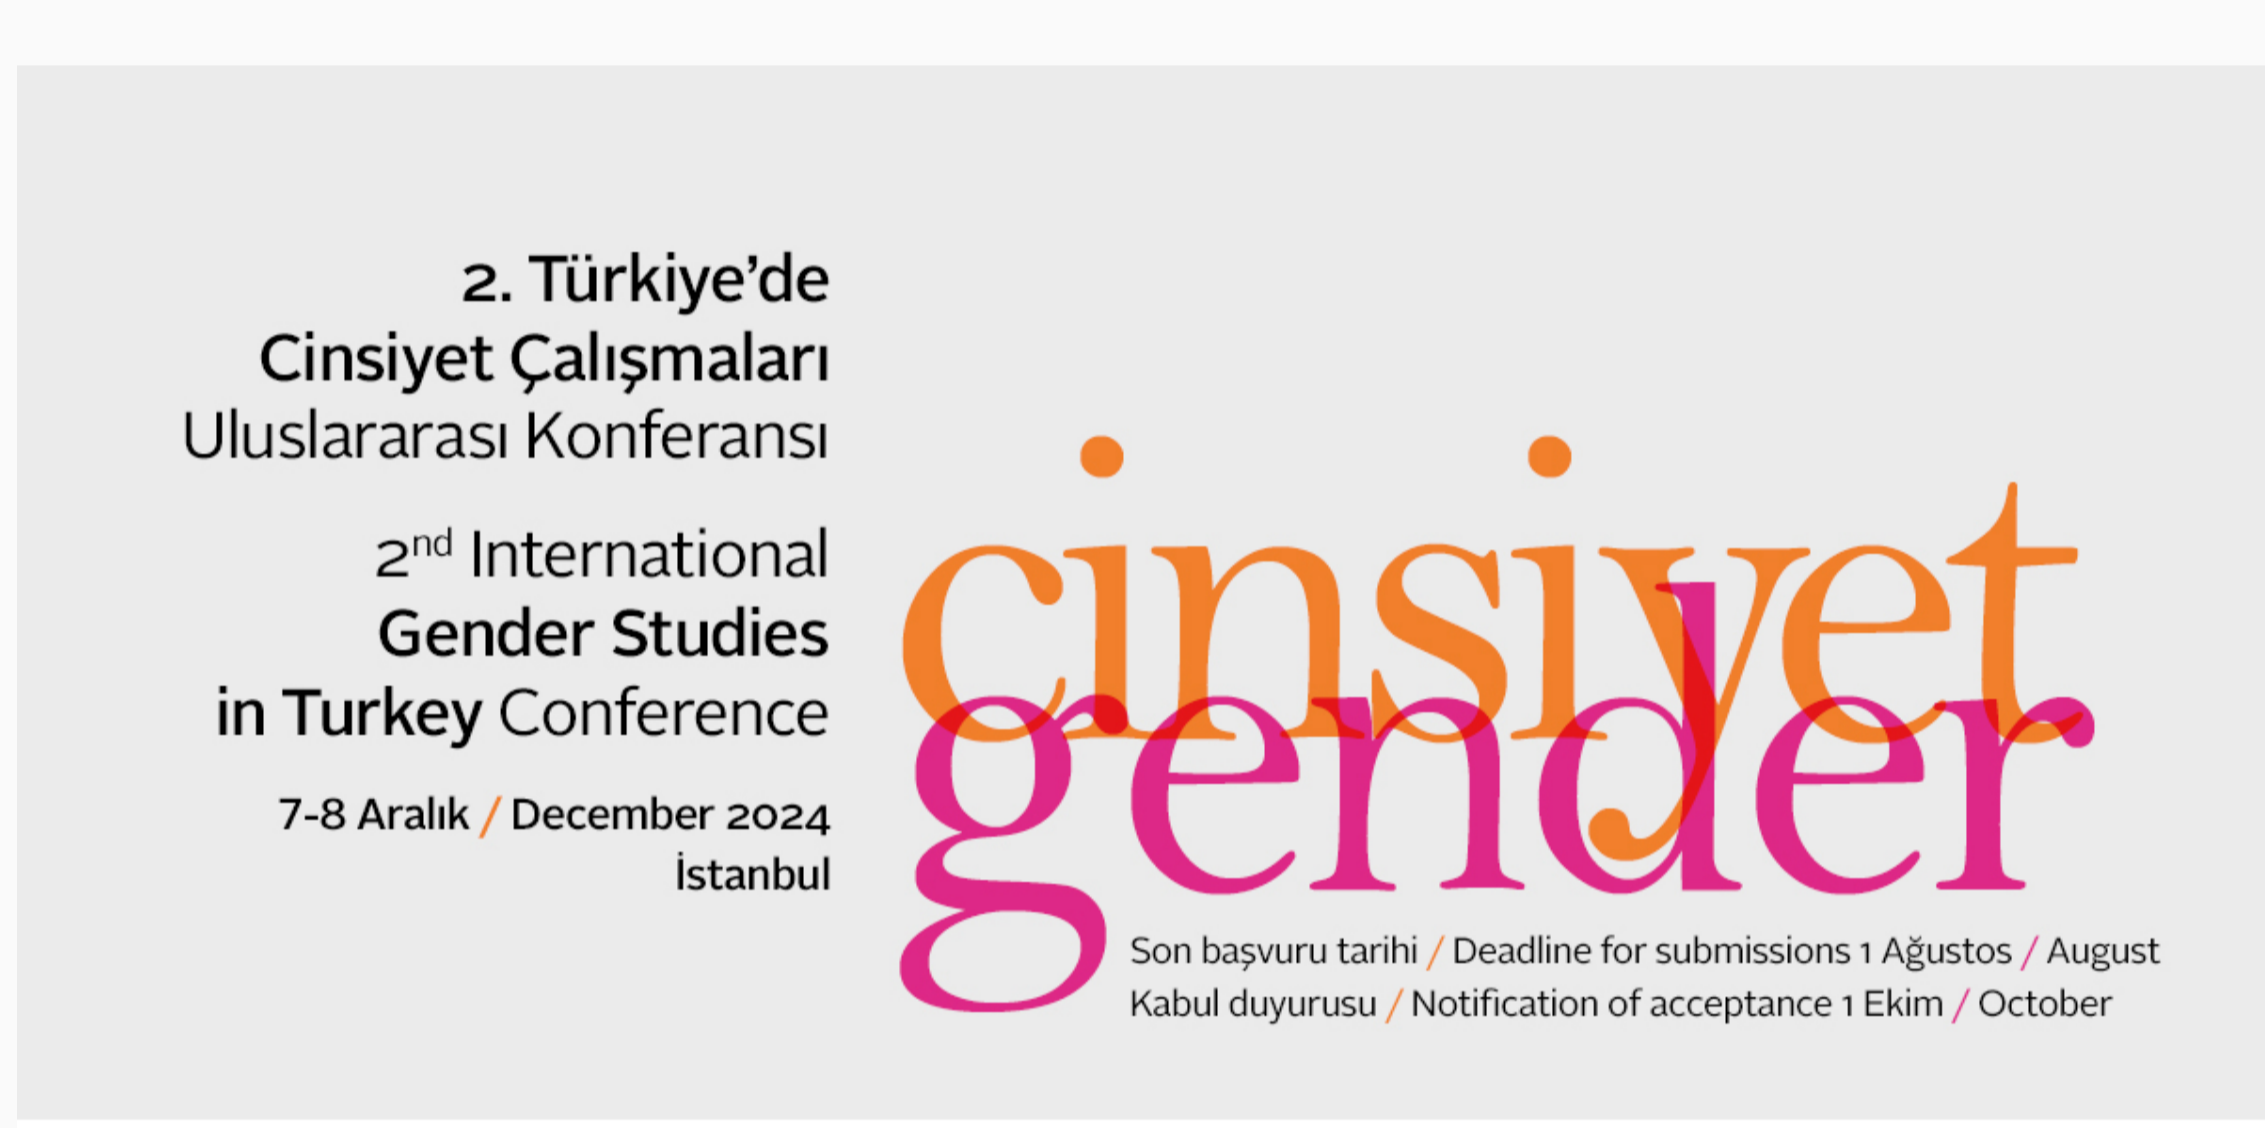 2. Türkiye’de
Cinsiyet Çalışmaları
Uluslararası Konferansı
2nd International
Gender Studies
in Turkey Conference
7-8 Aralık / December 2024
İstanbul
cinsiyet
gender
Son başvuru tarihi / Deadline for submissions 1 Ağustos / August
Kabul duyurusu / Notification of acceptance 1 Ekim / October